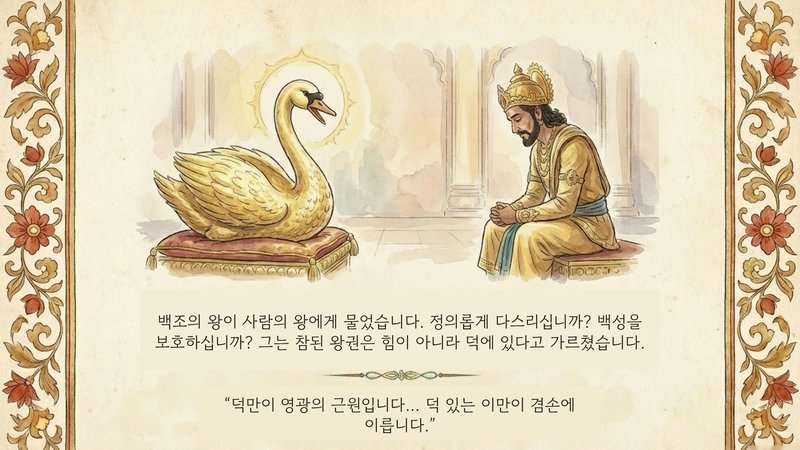 백조의 왕이 사람의 왕에게 물었습니다. 정의롭게 다스리십니까? 백성을
보호하십니까? 그는 참된 왕권은 힘이 아니라 덕에 있다고 가르쳤습니다.
“덕만이 영광의 근원입니다... 덕 있는 이만이 겸손에
이릅니다.”